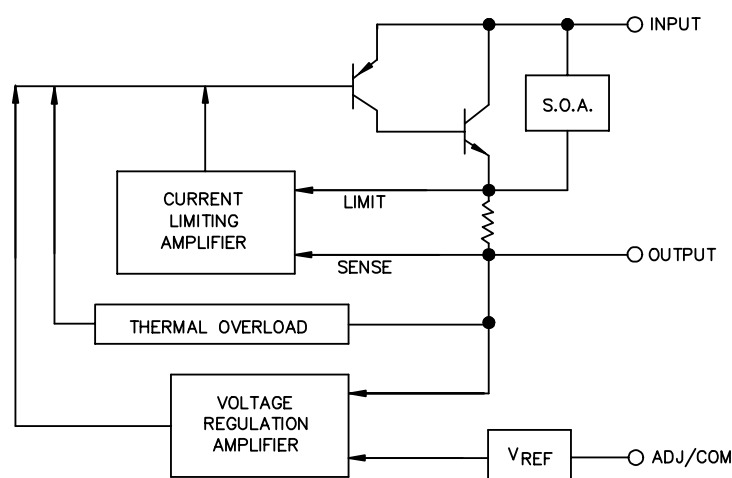 INPUT
S.O.A.
CURRENT
LIMITING
AMPLIFIER
LIMIT
SENSE
OUTPUT
THERMAL OVERLOAD
VOLTAGE
REGULATION
AMPLIFIER
VREF
ADJ/COM